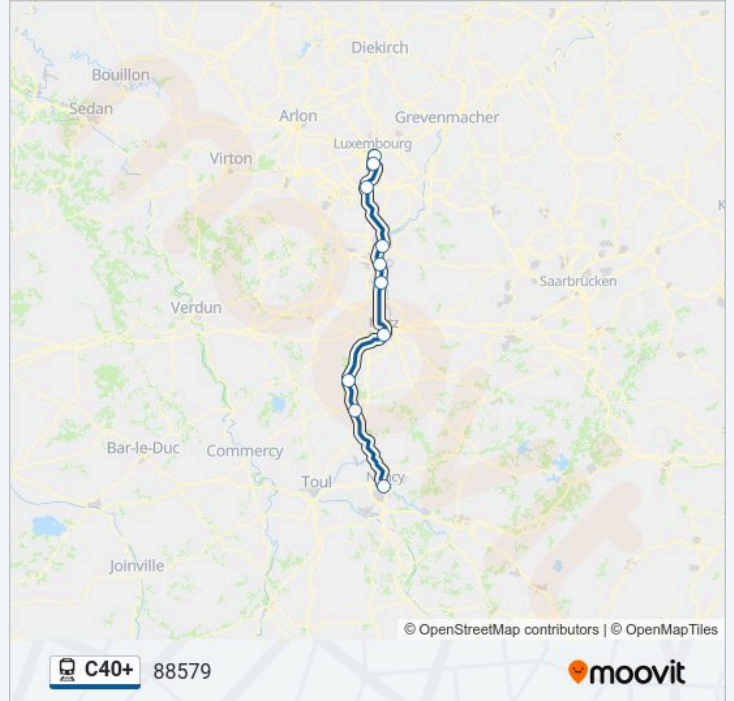 Diekirch
Bouillon
Sedan
Arlon
Grevenmacher
Luxembourg
Virton
K
Saarbrücken
Verdun
Bar-le-Duc
Commercy
Toul
Joinville
moovit
© OpenStreetMap contributors | © OpenMapTiles
C40+ 88579
moovit